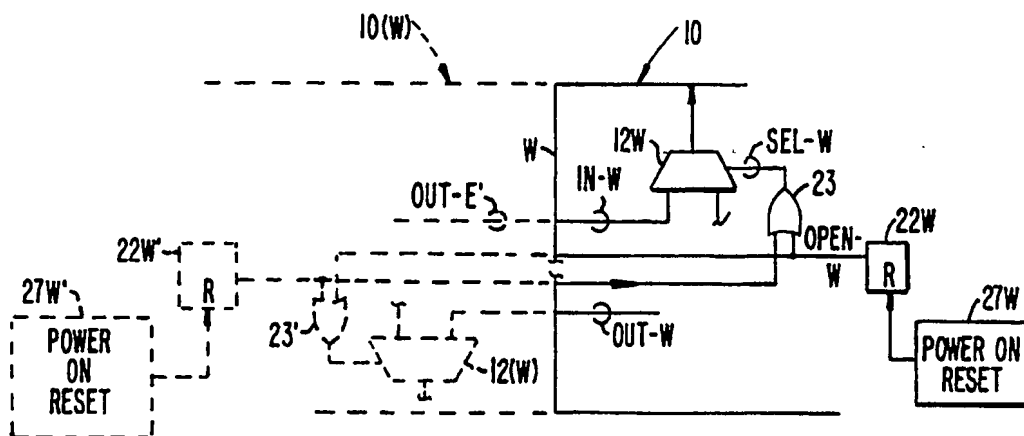 10(W)
10
W
12W
SEL-W
IN-W
23
OUT-E'
22W'
OPEN-
W
22W
R
R
27W'
27W
23'
OUT-W
POWER
ON
RESET
12(W)
POWER ON
RESET